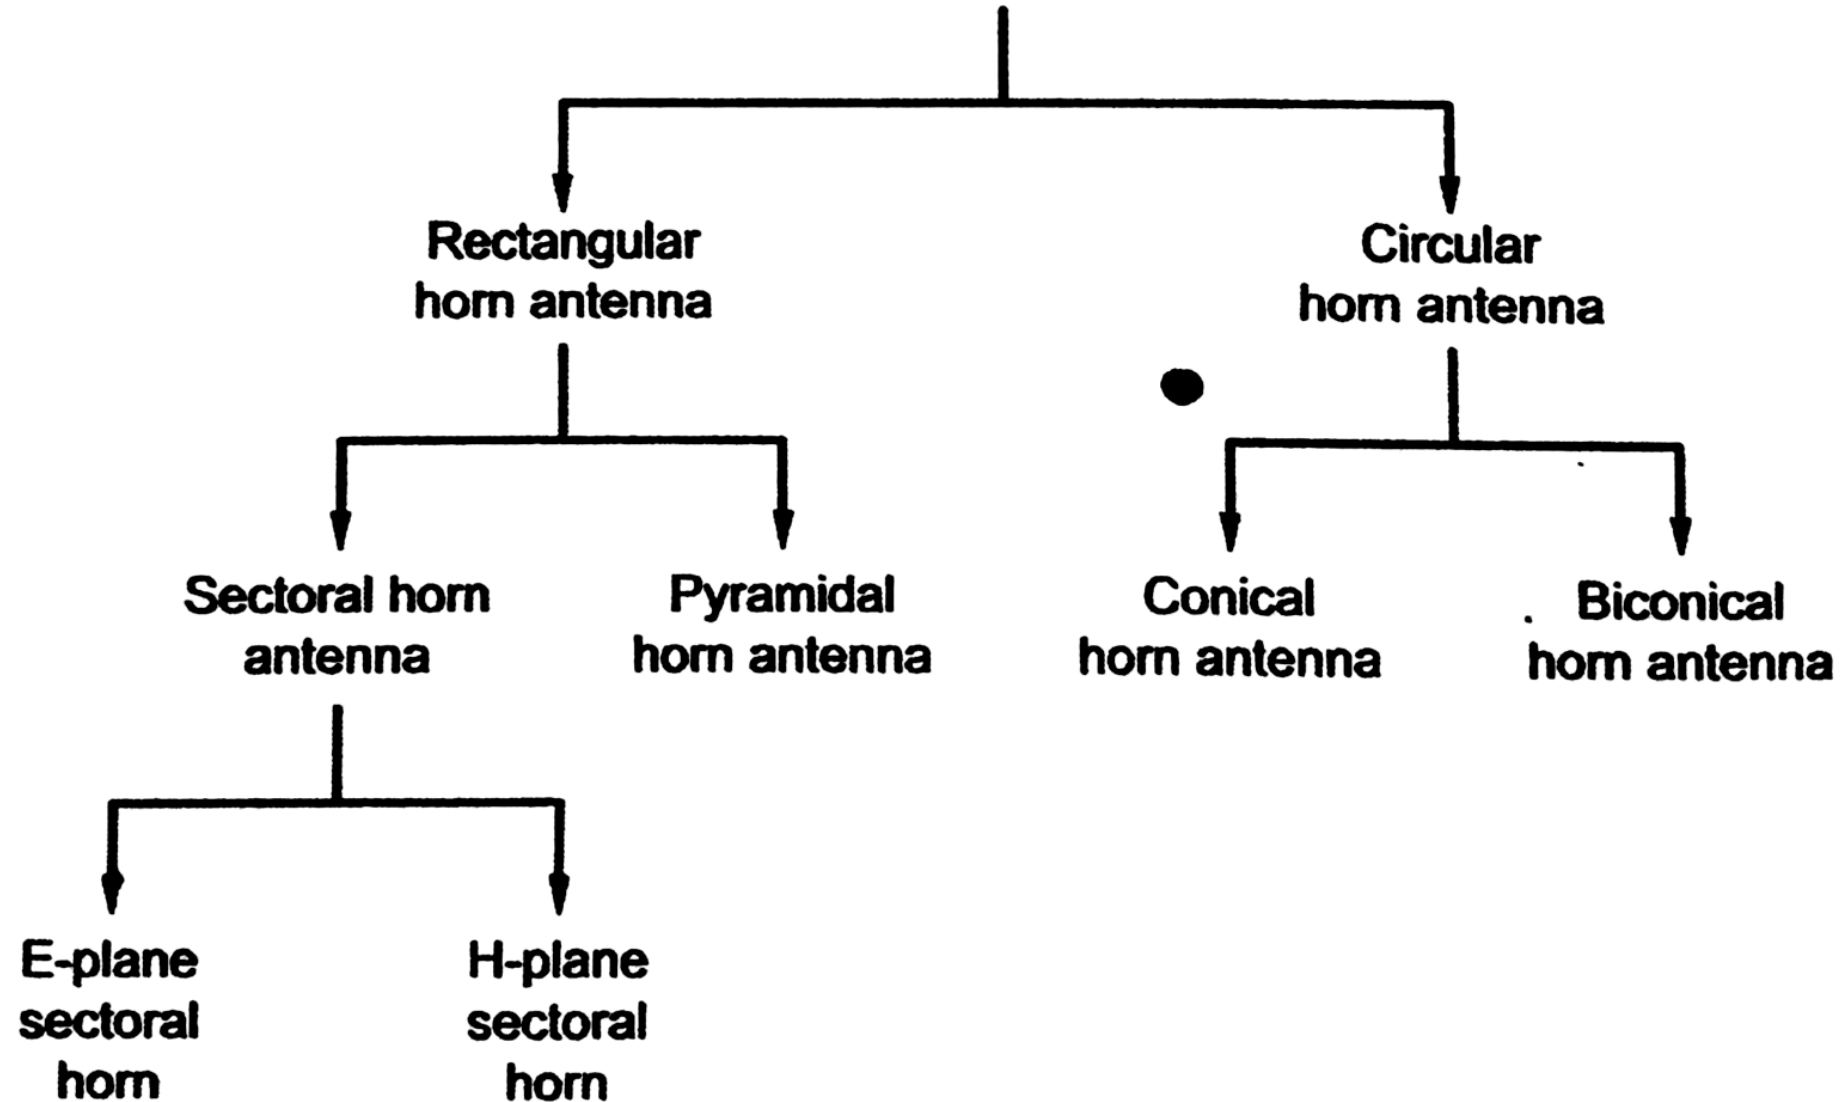 Rectangular
horn antenna
Circular
horn antenna
Sectoral horn
antenna
Pyramidal
horn antenna
Conical
horn antenna
Biconical
horn antenna
E-plane
sectoral
horn
H-plane
sectoral
horn